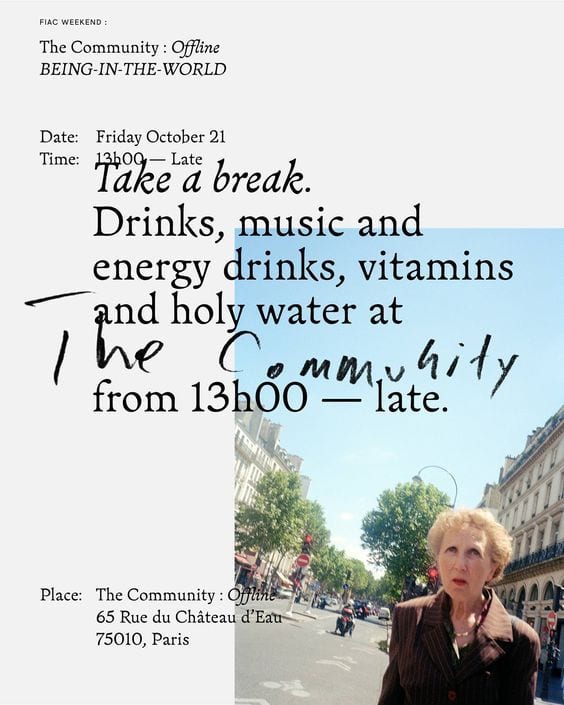 FIAC WEEKEND :
The Community : Offline
BEING-IN-THE-WORLD
Date: Friday October 21
Time: 13h00 — Late
Take a break.
Drinks, music and
energy drinks, vitamins
and holy water at
The Community
from 13h00 — late.
Place: The Community : Offline
65 Rue du Château d'Eau
75010, Paris